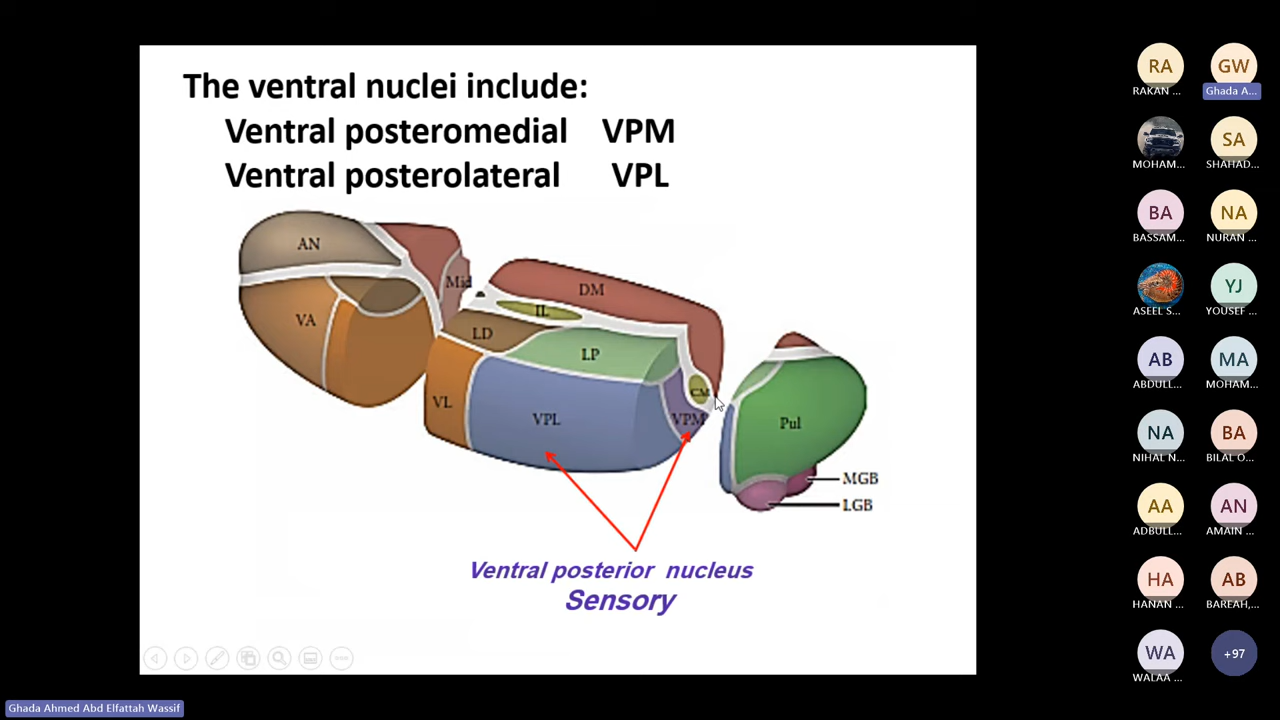 The ventral nuclei include:
Ventral posteromedial VPM
Ventral posterolateral VPL
AN
Mid
DM
IL
VA
LD
LP
CM
VL
VPL
VPM
Pul
MGB
LGB
Ventral posterior nucleus
Sensory
RA
RAKAN ...
GW
Ghada A...
MOHAM...
SA
SHAHAD...
BA
BASSAM...
NA
NURAN ...
ASEEL S...
YJ
YOUSEF ...
AB
ABDULL...
MA
MOHAM...
NA
NIHAL N...
BA
BILAL O...
AA
ADBULL...
AN
AMAIN ...
HA
HANAN ...
AB
BAREAH,...
WA
WALAA ...
+97
Ghada Ahmed Abd Elfattah Wassif